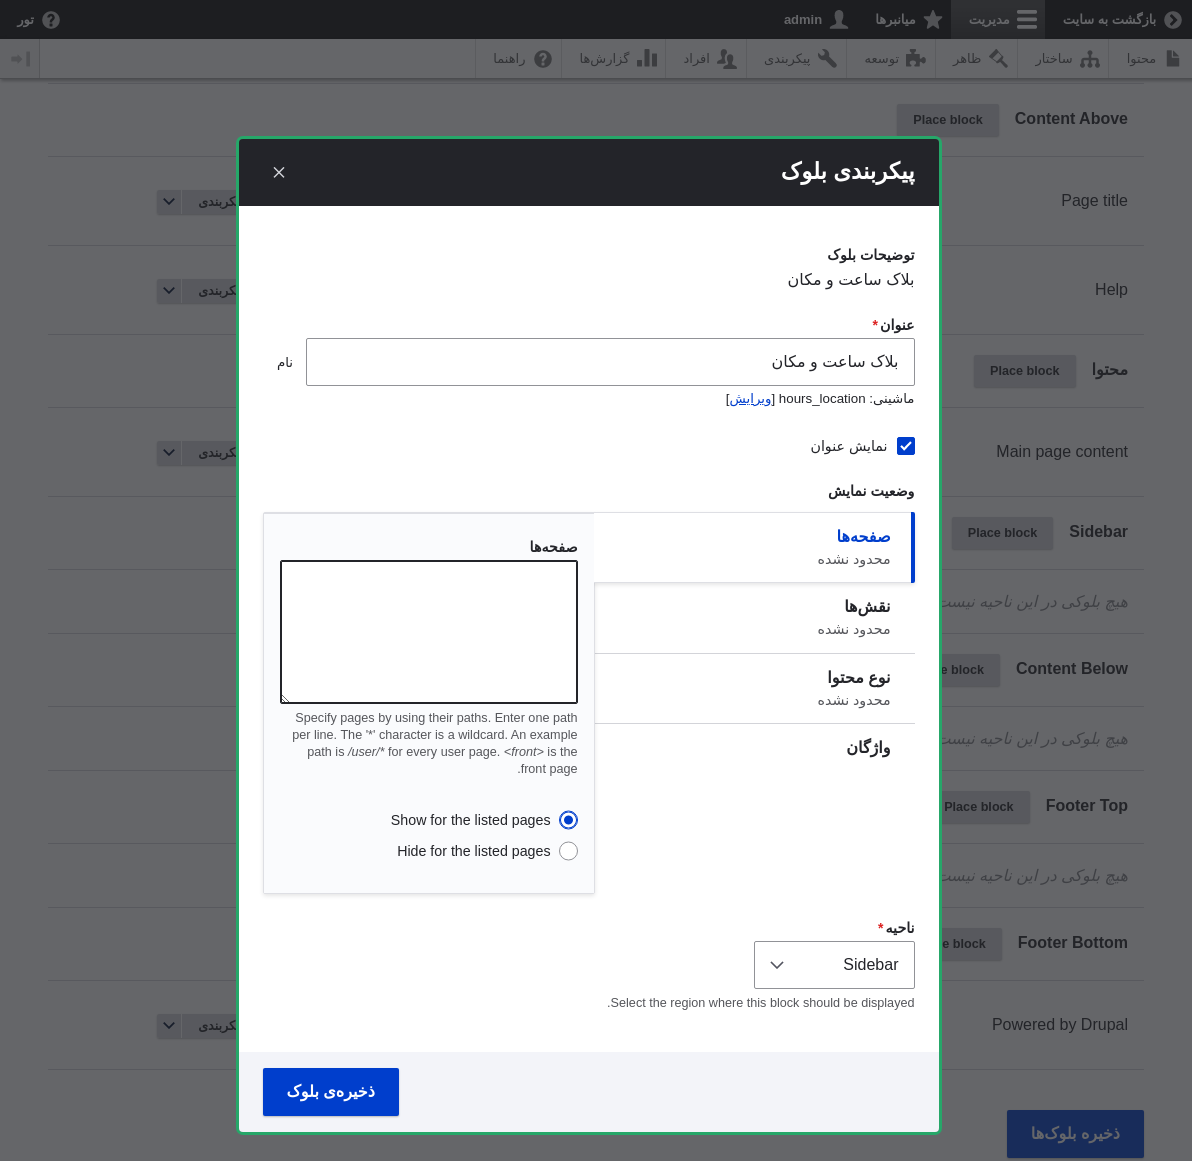 بازگشت به سایت
مدیریت
میانبرها
admin
تور
محتوا
ساختار
ظاهر
توسعه
پیکربندی
افراد
گزارش‌ها
راهنما
Content Above
Place block
پیکربندی بلوک
Page title
توضیحات بلوک
بلاک ساعت و مکان
Help
عنوان *
بلاک ساعت و مکان
نام
ماشینی: hours_location [ویرایش]
محتوا
Place block
نمایش عنوان
Main page content
وضعیت نمایش
Sidebar
Place block
صفحه‌ها
محدود نشده
نقش‌ها
محدود نشده
نوع محتوا
محدود نشده
واژگان
صفحه‌ها
Specify pages by using their paths. Enter one path
per line. The '*' character is a wildcard. An example
path is /user/* for every user page. <front> is the
front page.
Show for the listed pages
Hide for the listed pages
هیچ بلوکی در این ناحیه نیست
Content Below
block
هیچ بلوکی در این ناحیه نیست
Footer Top
Place block
هیچ بلوکی در این ناحیه نیست
ناحیه *
Sidebar
Select the region where this block should be displayed.
Footer Bottom
block
Powered by Drupal
ذخیره‌ی بلوک
ذخیره بلوک‌ها